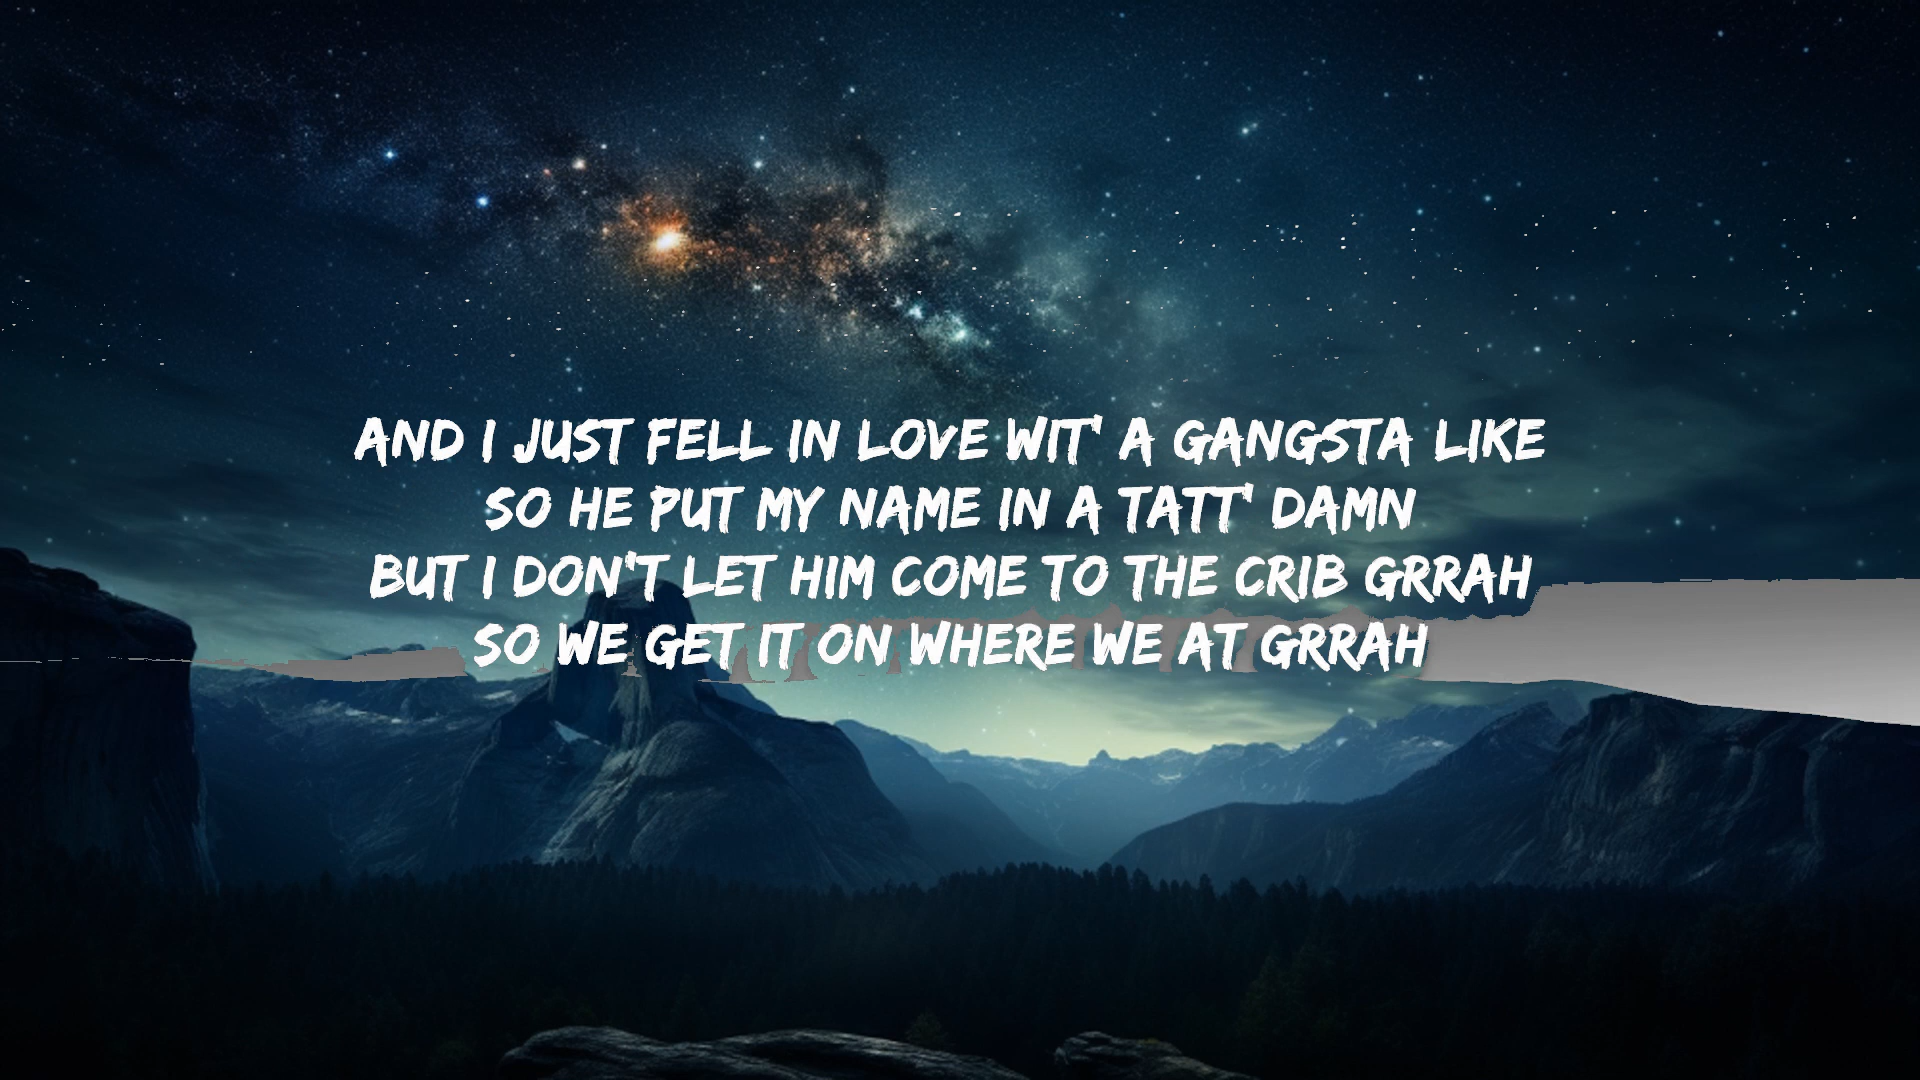 AND I JUST FELL IN LOVE WIT' A GANGSTA LIKE
SO HE PUT MY NAME IN A TATT' DAMN
BUT I DON'T LET HIM COME TO THE CRIB GRRAH
SO WE GET IT ON WHERE WE AT GRRAH